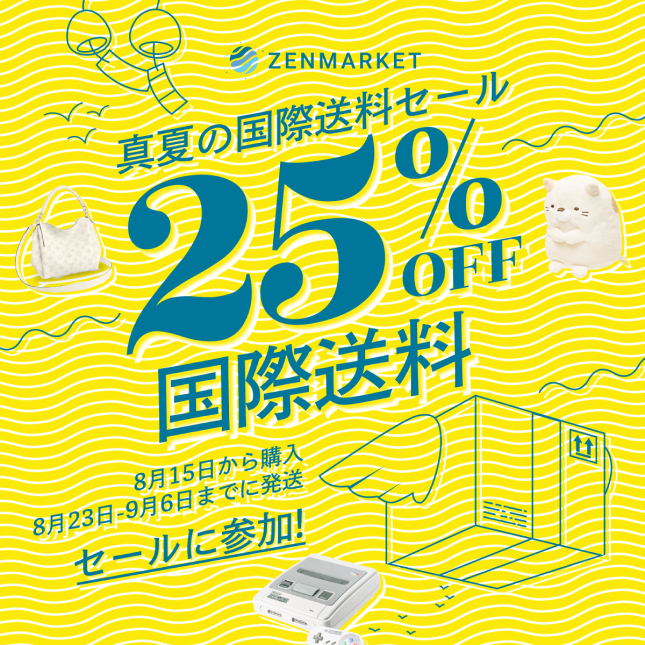 ZENMARKET
真夏の国際送料セール
25%
OFF
国際送料
8月15日から購入
8月23日-9月6日までに発送
セールに参加!